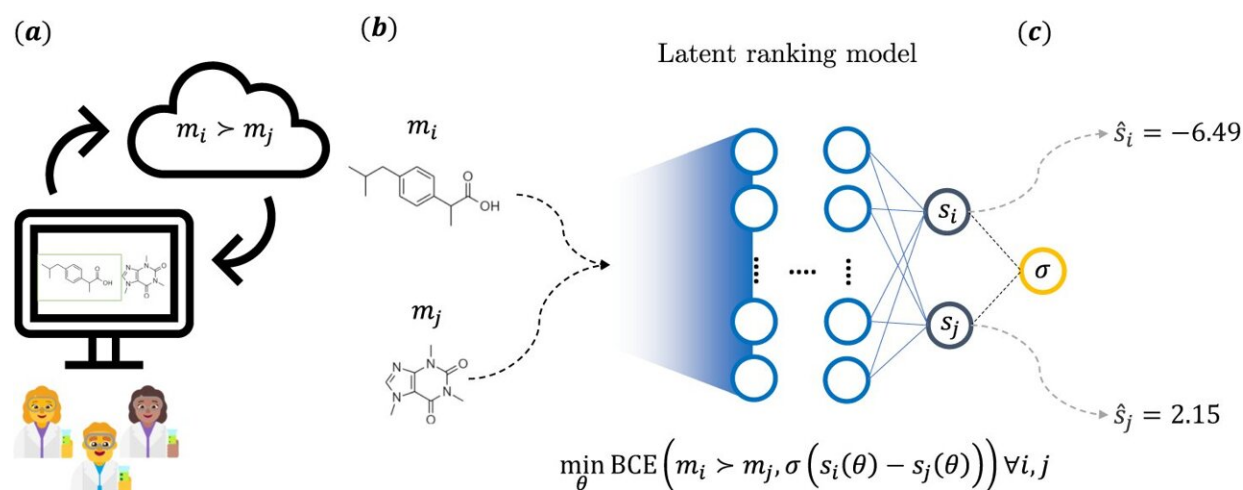 (a)
(b)
(c)
Latent ranking model
m_i ≻ m_j
m_i
ŝ_i = −6.49
O
OH
s_i
σ
O
OH
N
N
N
N
O
O
m_j
s_j
N
N
N
N
O
O
ŝ_j = 2.15
min_θ BCE(m_i ≻ m_j, σ(s_i(θ) − s_j(θ))) ∀i, j